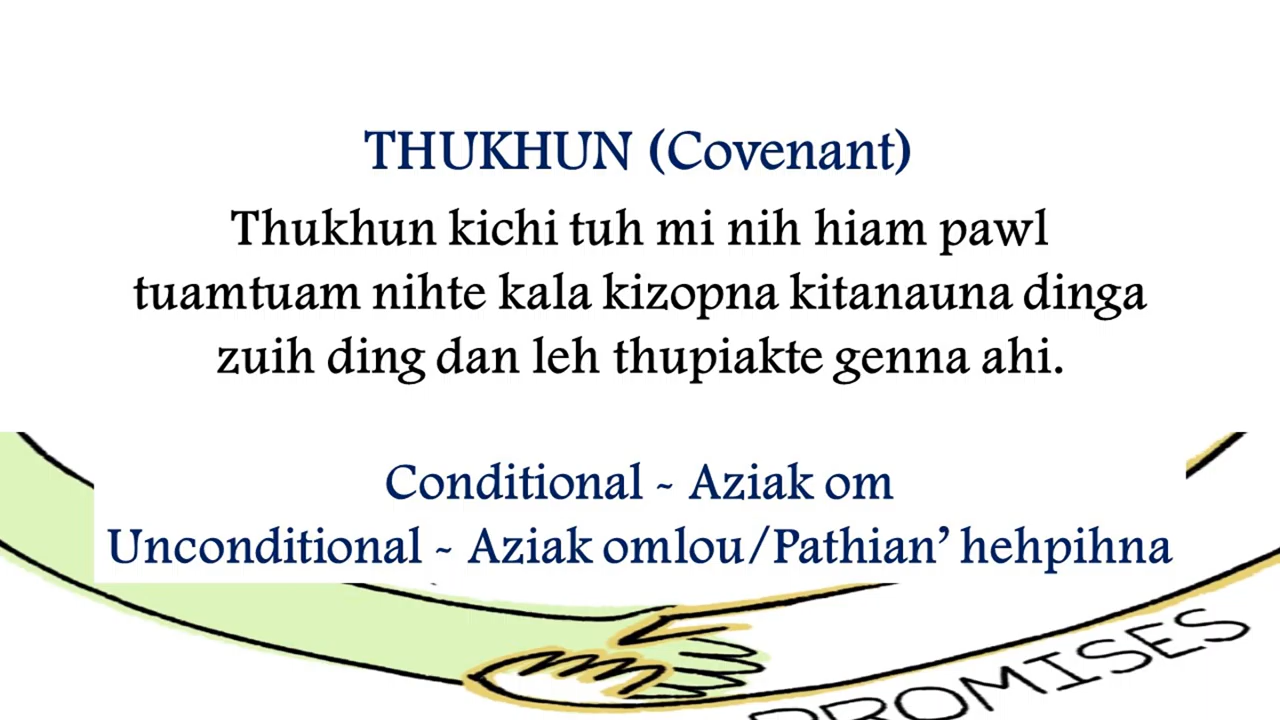 THUKHUN (Covenant)
Thukhun kichi tuh mi nih hiam pawl
tuamtuam nihte kala kizopna kitanauna dinga
zuih ding dan leh thupiakte genna ahi.
Conditional - Aziak om
Unconditional - Aziak omlou/Pathian’ hehpihna
PROMISES